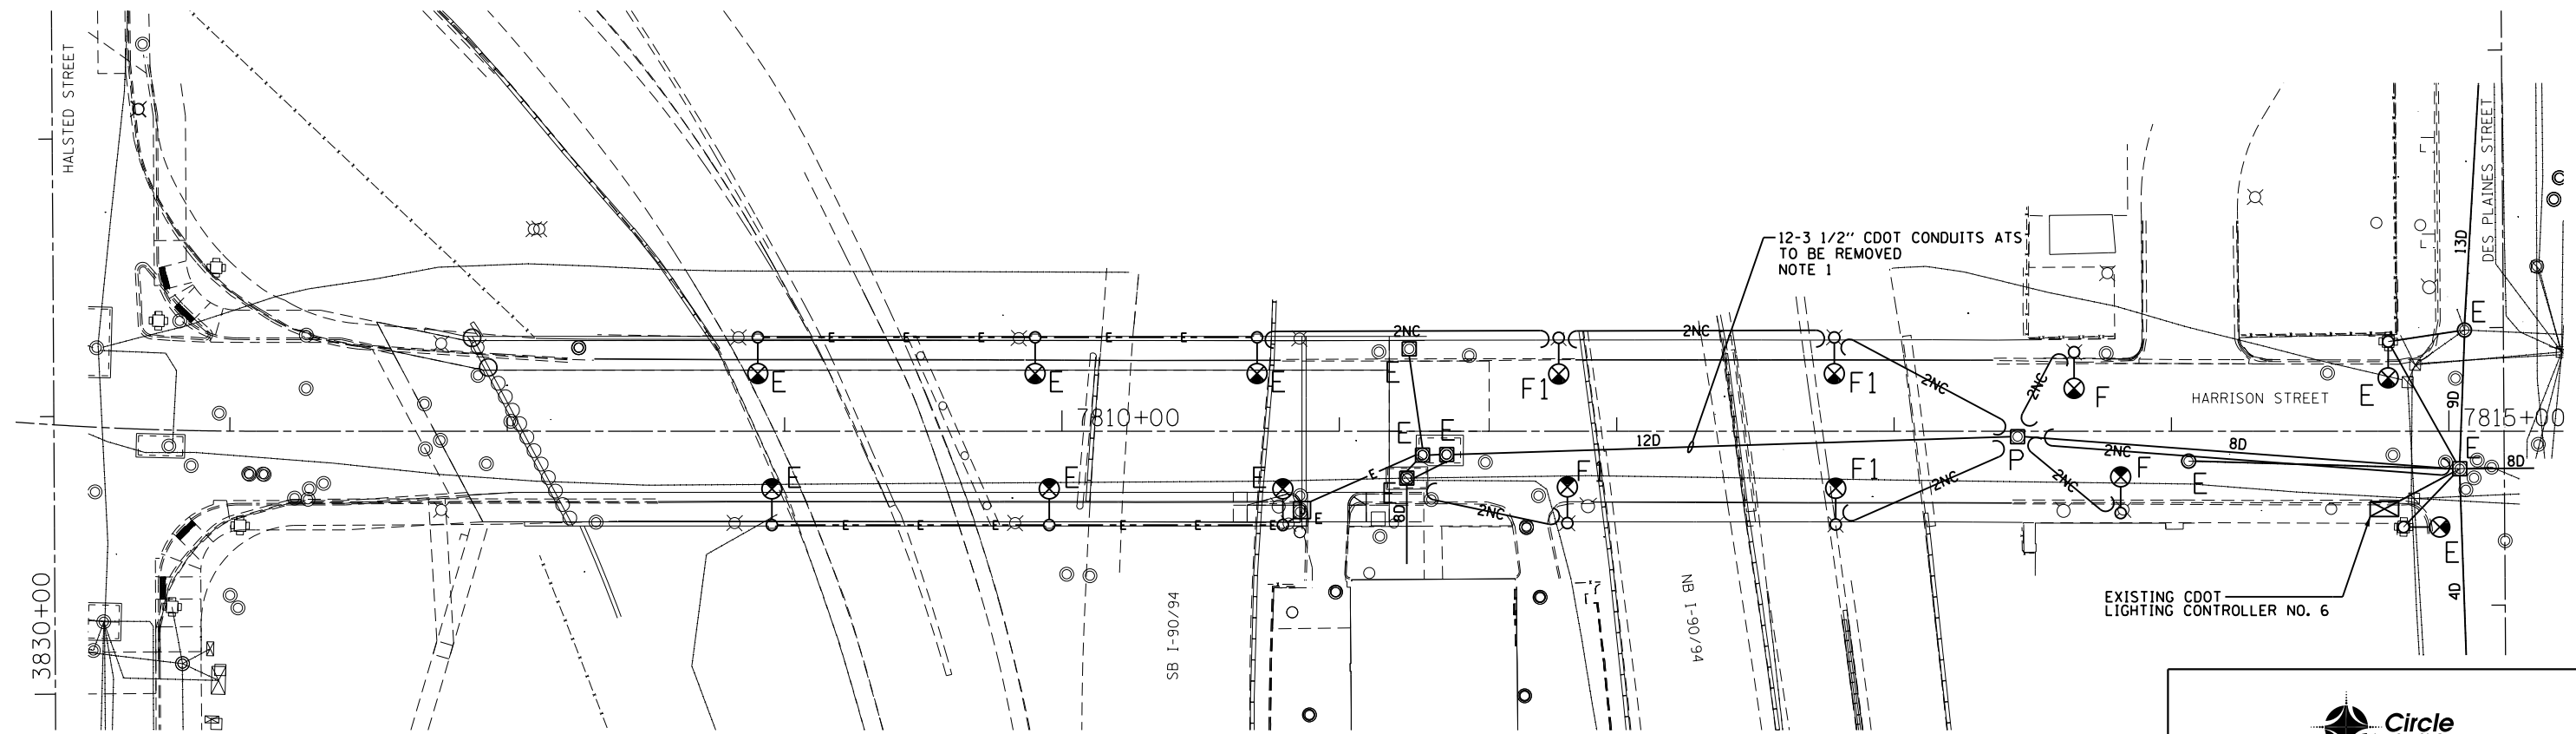 HALSTED STREET
DES PLAINES STREET
13D
12-3 1/2" CDOT CONDUITS ATS
TO BE REMOVED
NOTE 1
E
E E E E 2NC 2NC
E E E E F1 F1 2NC 2NC F E
HARRISON STREET
9D
7810+00
7815+00
E E
12D
P
2NC 8D
E
8D
E E E E F F1 2NC 2NC F E
E
8D
2NC
E E E E E E E
E
EXISTING CDOT
LIGHTING CONTROLLER NO. 6
4D
3830+00
SB I-90/94
NB I-90/94
Circle